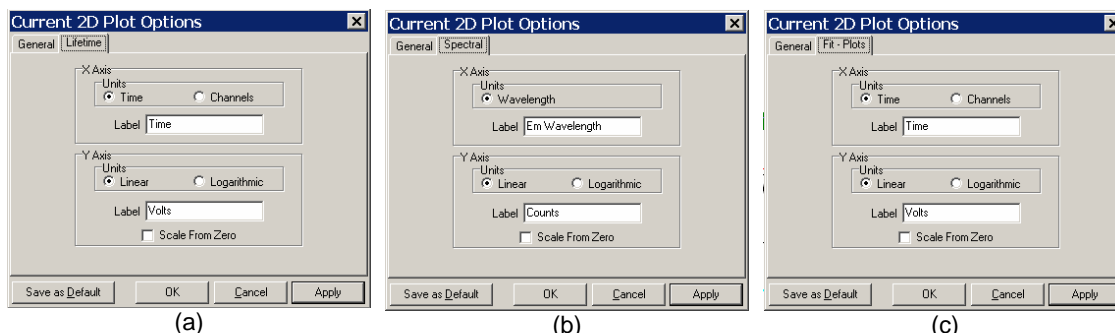 Current 2D Plot Options
General Lifetime
X Axis
Units
Time Channels
Label Time
Y Axis
Units
Linear Logarithmic
Label Volts
Scale From Zero
Save as Default OK Cancel Apply
(a)
Current 2D Plot Options
General Spectral
X Axis
Units
Wavelength
Label Em Wavelength
Y Axis
Units
Linear Logarithmic
Label Counts
Scale From Zero
Save as Default OK Cancel Apply
(b)
Current 2D Plot Options
General Fit - Plots
X Axis
Units
Time Channels
Label Time
Y Axis
Units
Linear Logarithmic
Label Volts
Scale From Zero
Save as Default OK Cancel Apply
(c)